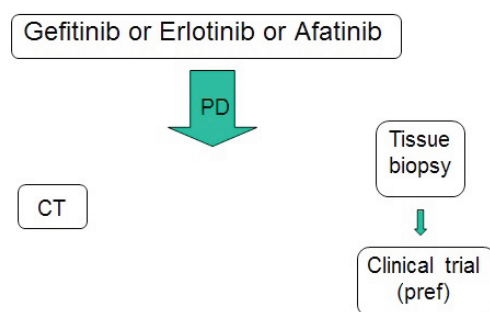 Gefitinib or Erlotinib or Afatinib
PD
Tissue
biopsy
CT
Clinical trial
(pref)